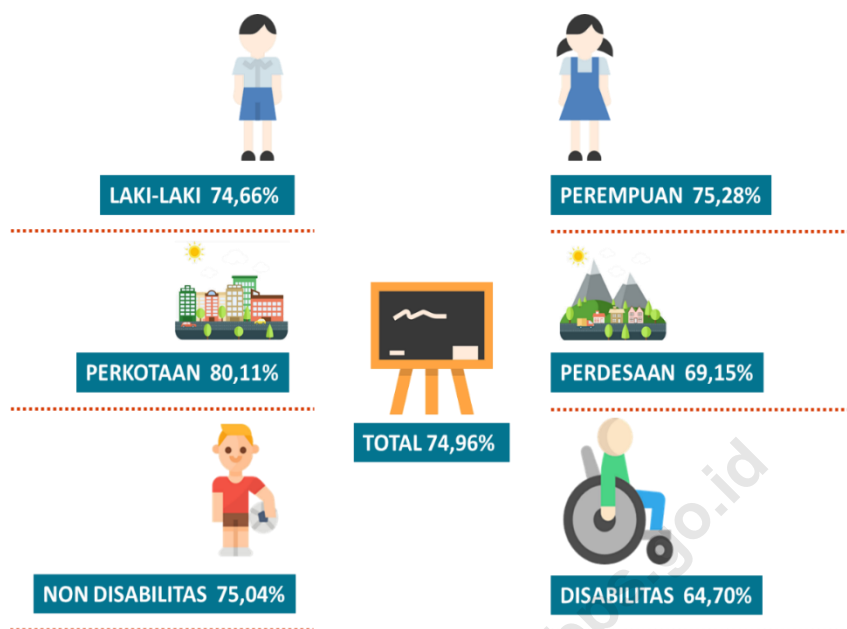 LAKI-LAKI 74,66%
PEREMPUAN 75,28%
PERKOTAAN 80,11%
PERDESAAN 69,15%
TOTAL 74,96%
NON DISABILITAS 75,04%
DISABILITAS 64,70%